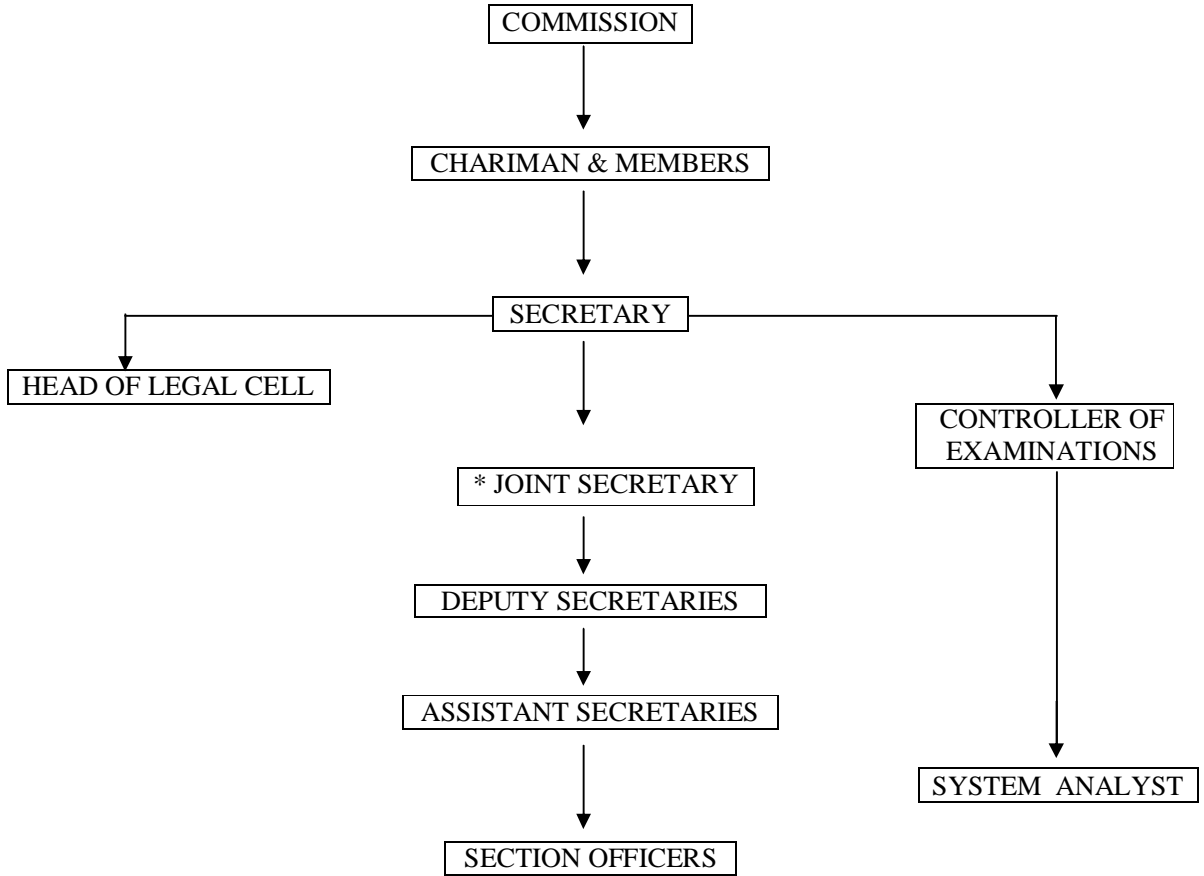 COMMISSION
CHARIMAN & MEMBERS
SECRETARY
HEAD OF LEGAL CELL
CONTROLLER OF
EXAMINATIONS
* JOINT SECRETARY
DEPUTY SECRETARIES
ASSISTANT SECRETARIES
SYSTEM ANALYST
SECTION OFFICERS